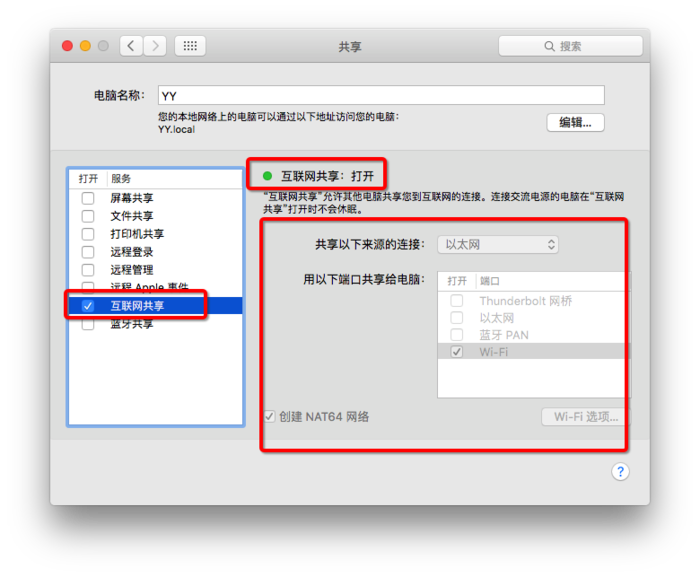 共享
搜索
电脑名称：
YY
您的本地网络上的电脑可以通过以下地址访问您的电脑：
YY.local
编辑...
打开 服务
屏幕共享
文件共享
打印机共享
远程登录
远程管理
远程 Apple 事件
互联网共享
蓝牙共享
互联网共享：打开
“互联网共享”允许其他电脑共享您到互联网的连接。连接交流电源的电脑在“互联网
共享”打开时不会休眠。
共享以下来源的连接：
以太网
用以下端口共享给电脑：
打开 端口
Thunderbolt 网桥
以太网
蓝牙 PAN
Wi-Fi
创建 NAT64 网络
Wi-Fi 选项...
?